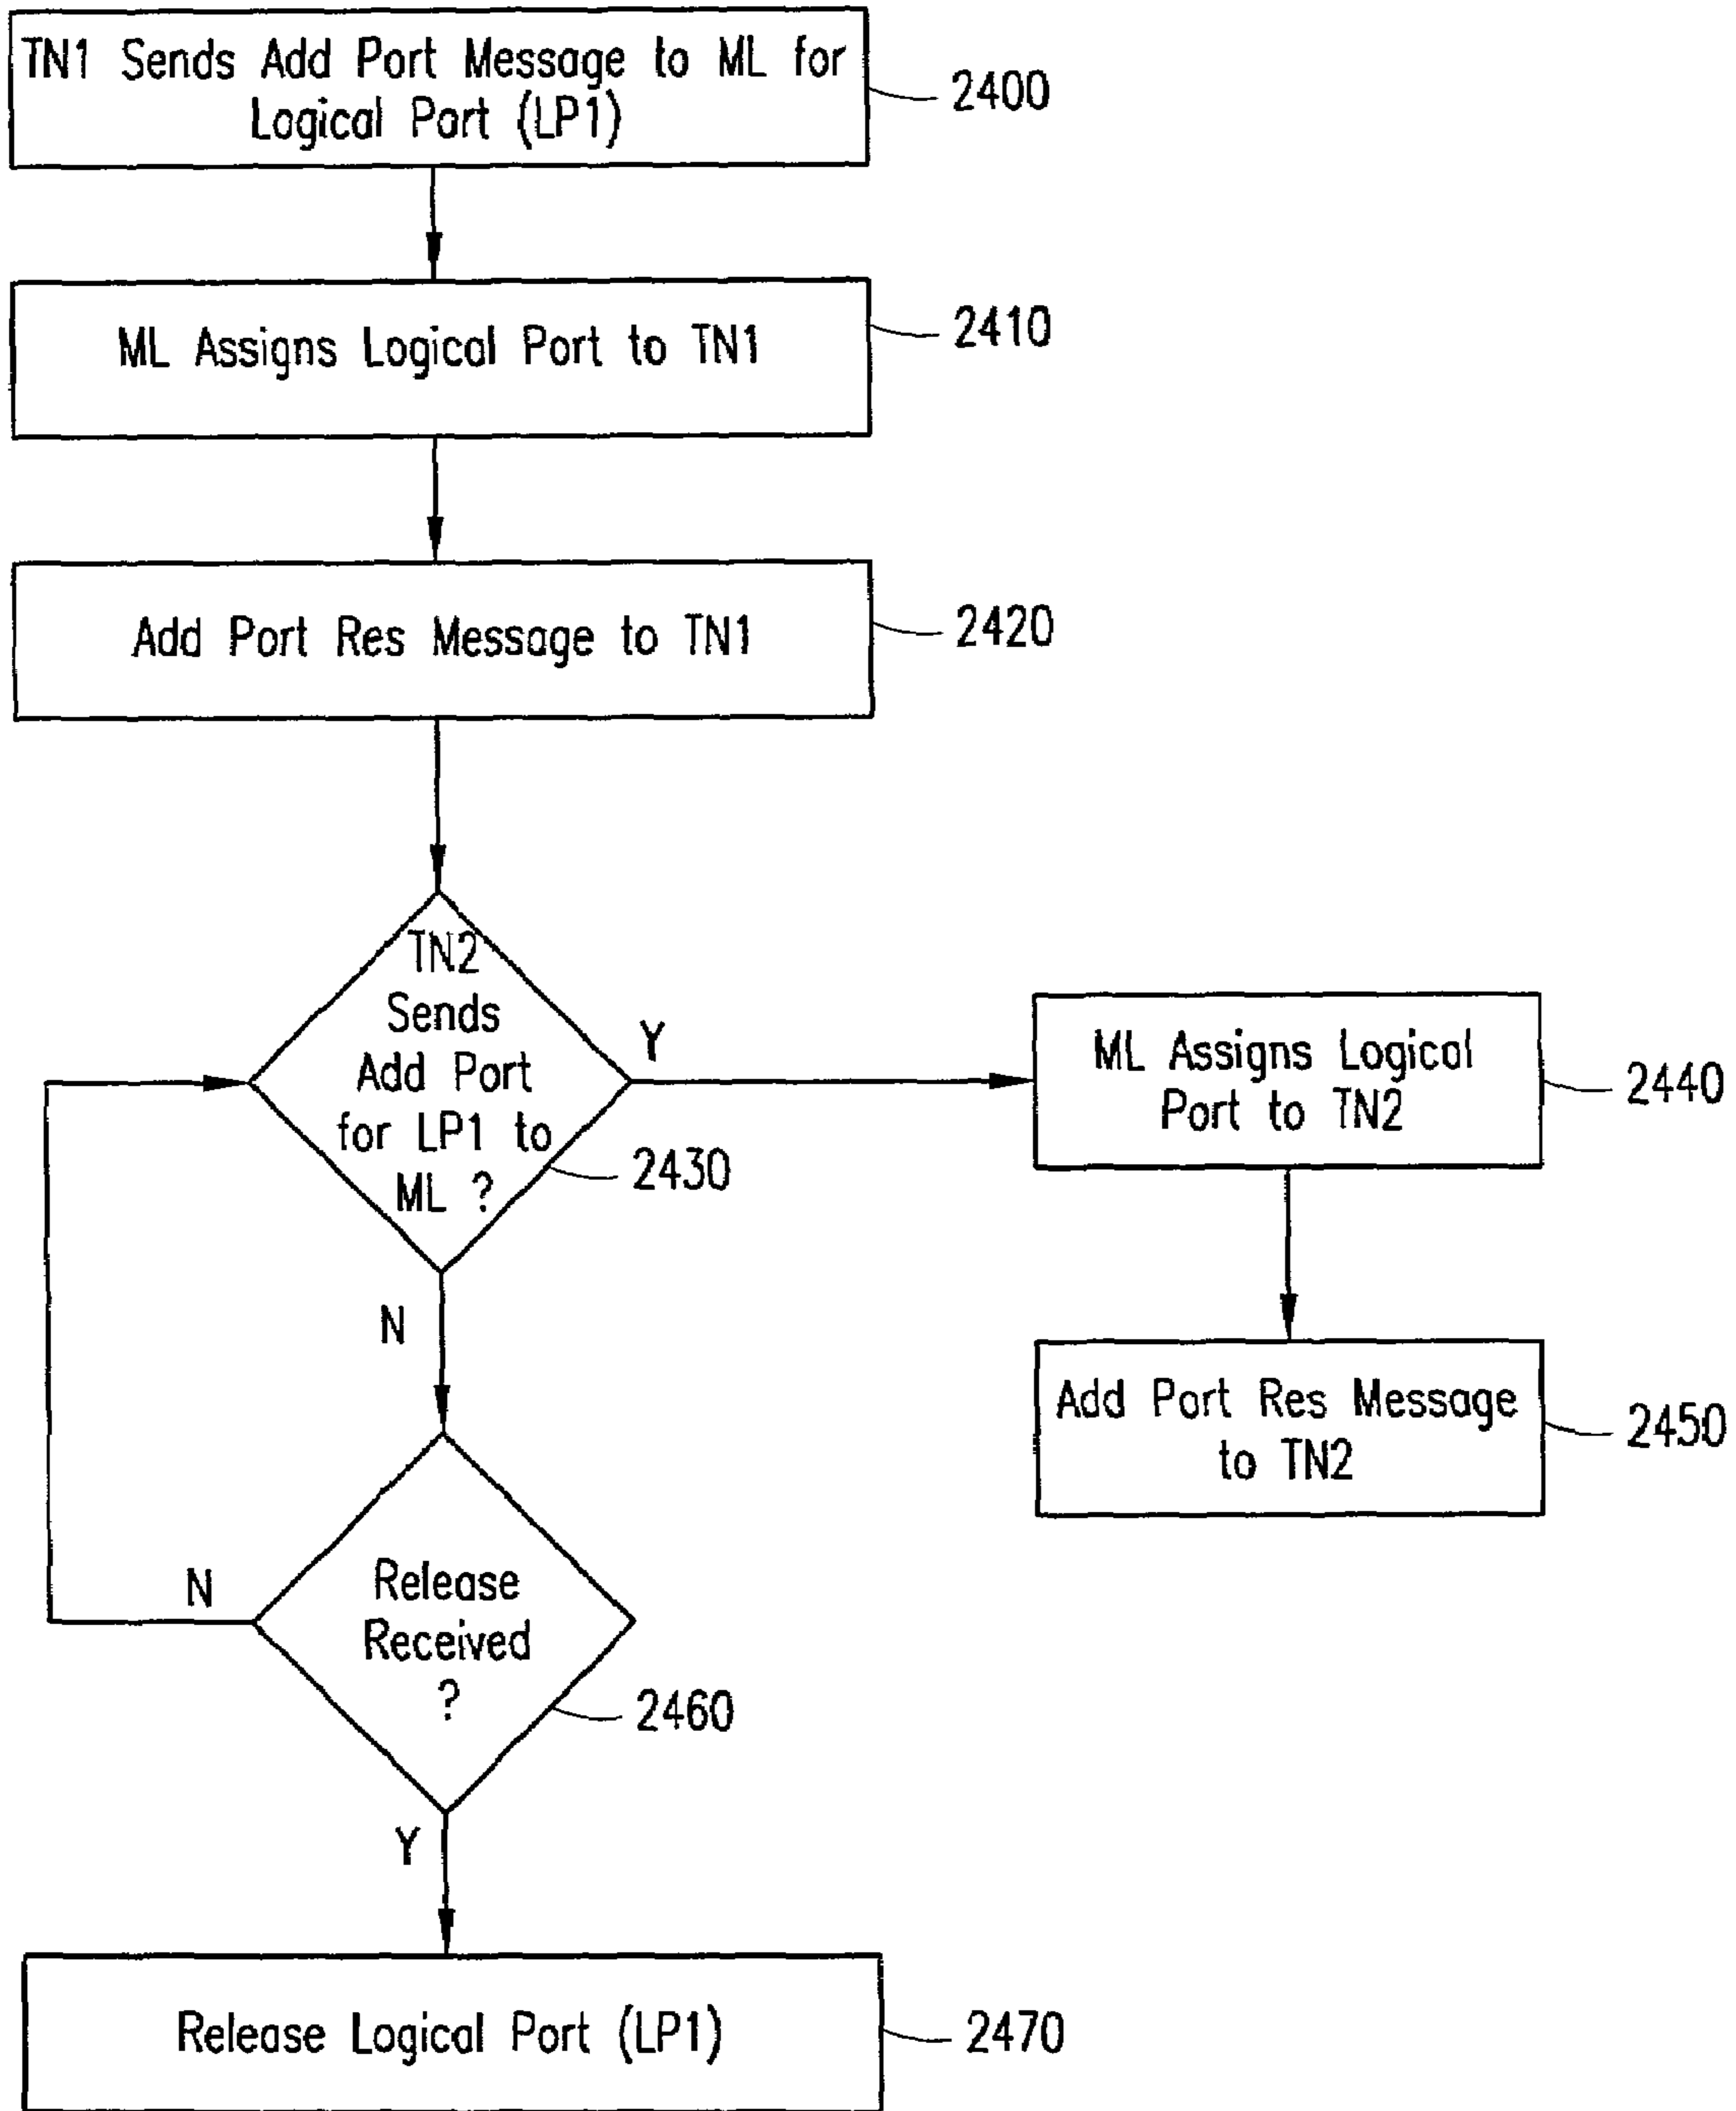 TN1 Sends Add Port Message to ML for
Logical Port (LP1)
2400
ML Assigns Logical Port to TN1
2410
Add Port Res Message to TN1
2420
TN2
Sends
Add Port
for LP1 to
ML ?
2430
Y
ML Assigns Logical
Port to TN2
2440
N
Add Port Res Message
to TN2
2450
Release
Received
?
2460
N
Y
Release Logical Port (LP1)
2470